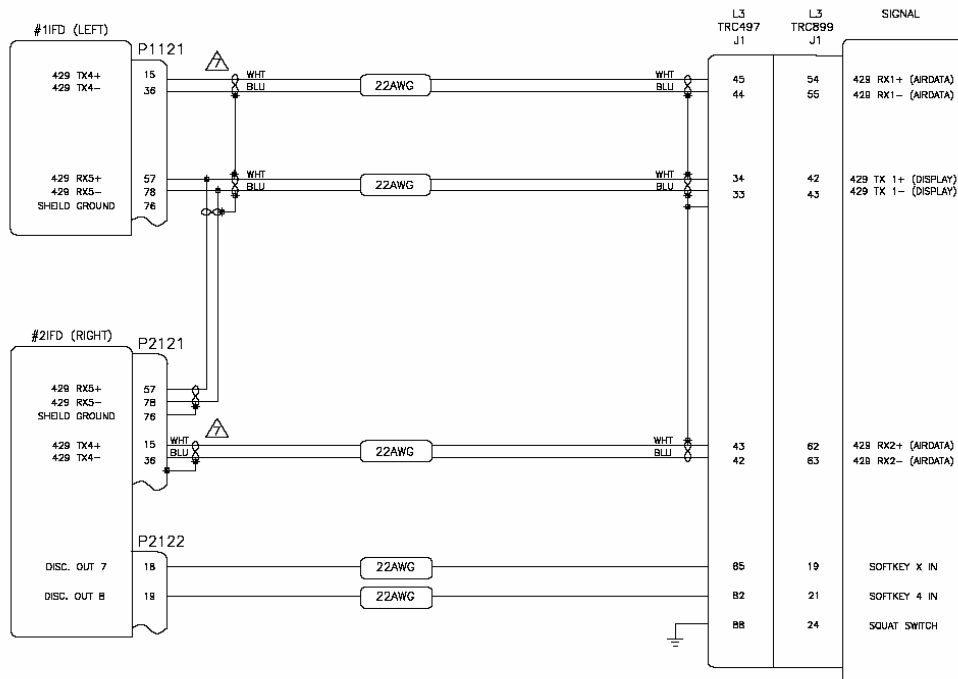 L3 L3 SIGNAL
TRC497 TRC899
J1 J1
#1IFD (LEFT)
P1121
7
429 TX4+ 15 WHT 22AWG WHT 45 54 429 RX1+ (AIRDATA)
429 TX4- 36 BLU BLU 44 55 429 RX1- (AIRDATA)
429 RX5+ 57 WHT 22AWG WHT 34 42 429 TX 1+ (DISPLAY)
429 RX5- 78 BLU BLU 33 43 429 TX 1- (DISPLAY)
SHEILD GROUND 76
#2IFD (RIGHT)
P2121
429 RX5+ 57
429 RX5- 78
SHEILD GROUND 76
7
429 TX4+ 15 WHT 22AWG WHT 43 62 429 RX2+ (AIRDATA)
429 TX4- 36 BLU BLU 42 63 429 RX2- (AIRDATA)
P2122
DISC. OUT 7 18 22AWG 19 SOFTKEY X IN
DISC. OUT 8 19 22AWG 21 SOFTKEY 4 IN
24 SQUAT SWITCH